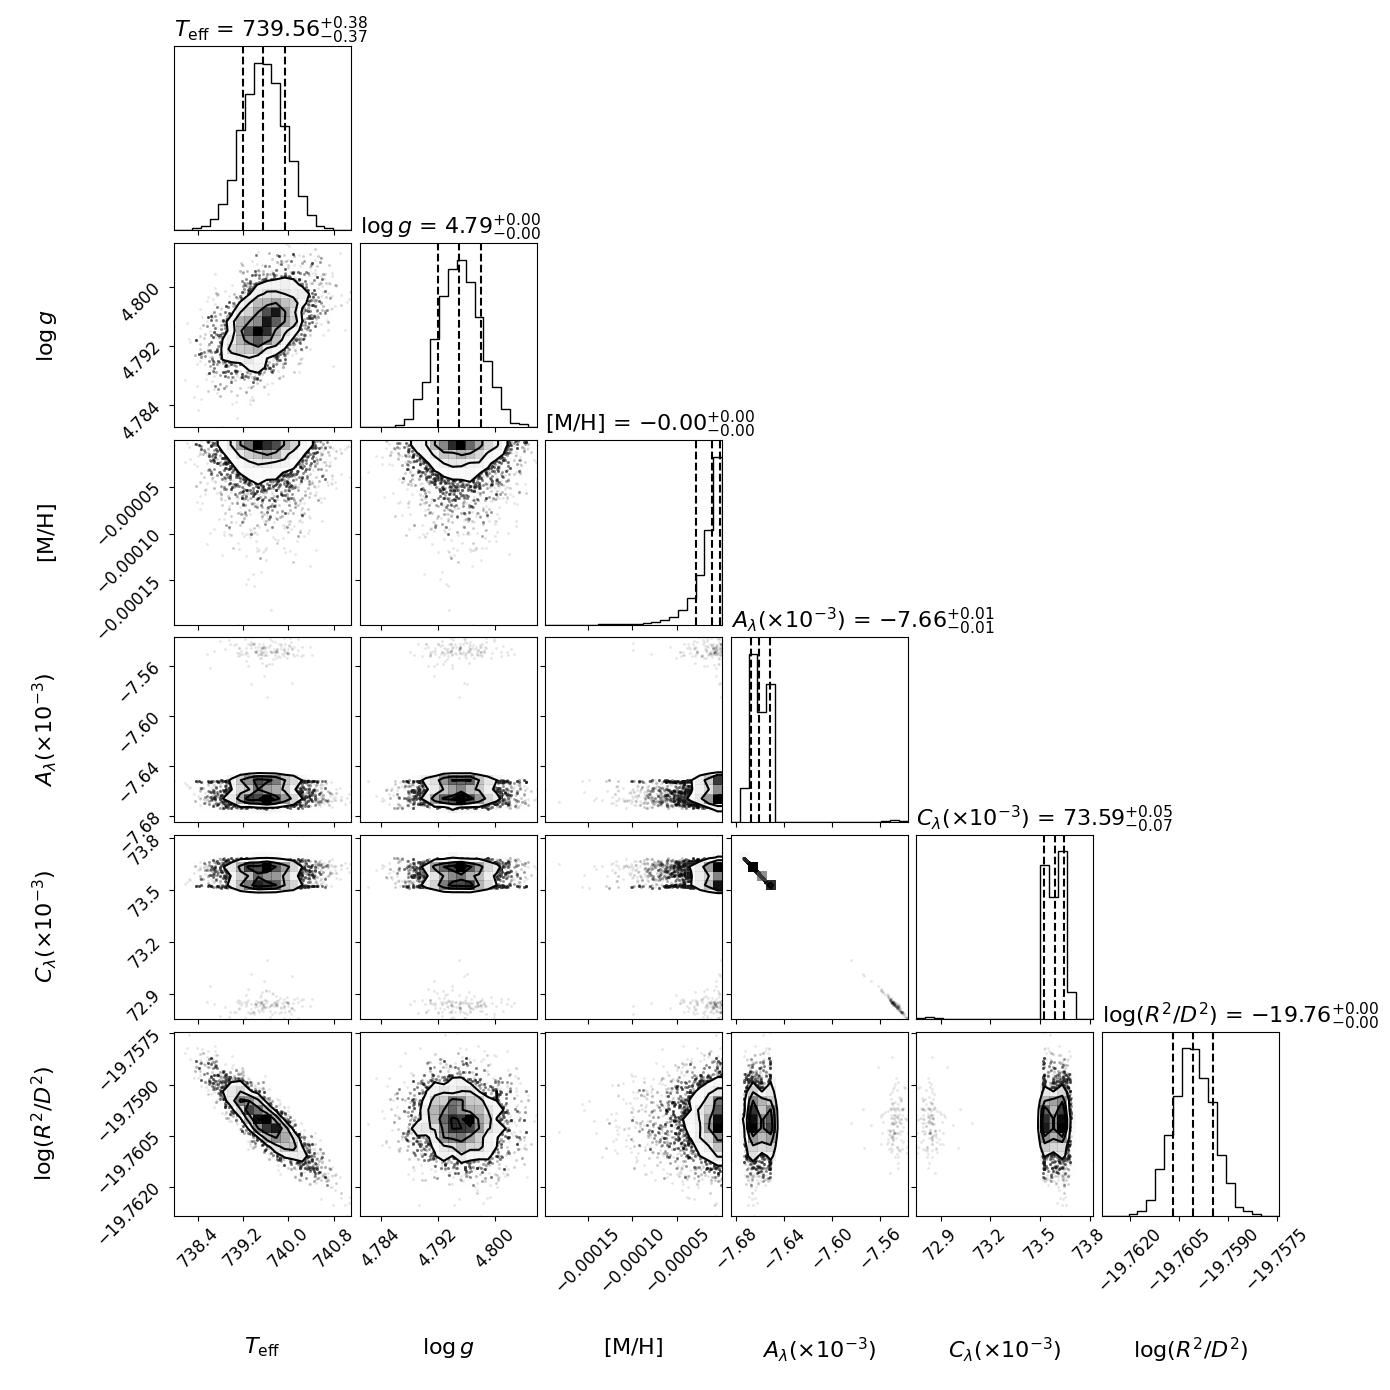 T_eff = 739.56^{+0.38}_{−0.37}
log g = 4.79^{+0.00}_{−0.00}
log g
4.800
4.792
4.784
[M/H] = −0.00^{+0.00}_{−0.00}
[M/H]
−0.00005
−0.00010
−0.00015
A_λ(×10^{−3}) = −7.66^{+0.01}_{−0.01}
A_λ(×10^{−3})
−7.56
−7.60
−7.64
−7.68
C_λ(×10^{−3}) = 73.59^{+0.05}_{−0.07}
C_λ(×10^{−3})
73.8
73.5
73.2
72.9
log(R²/D²) = −19.76^{+0.00}_{−0.00}
log(R²/D²)
−19.7575
−19.7590
−19.7605
−19.7620
738.4 739.2 740.0 740.8 4.784 4.792 4.800 −0.00015 −0.00010 −0.00005 −7.68 −7.64 −7.60 −7.56 72.9 73.2 73.5 73.8 −19.7620 −19.7605 −19.7590 −19.7575
T_eff log g [M/H] A_λ(×10^{−3}) C_λ(×10^{−3}) log(R²/D²)